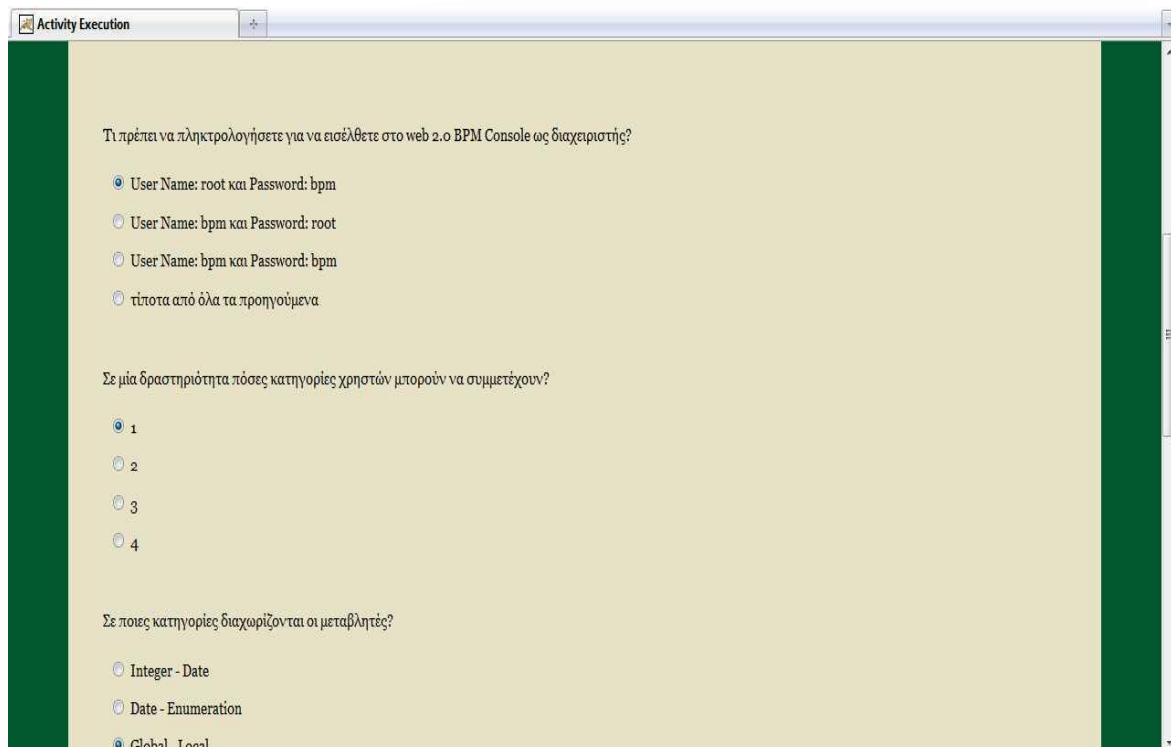 Activity Execution
Τι πρέπει να πληκτρολογήσετε για να εισέλθετε στο web 2.0 BPM Console ως διαχειριστής?
User Name: root και Password: bpm
User Name: bpm και Password: root
User Name: bpm και Password: bpm
τίποτα από όλα τα προηγούμενα
Σε μία δραστηριότητα πόσες κατηγορίες χρηστών μπορούν να συμμετέχουν?
1
2
3
4
Σε ποιες κατηγορίες διαχωρίζονται οι μεταβλητές?
Integer - Date
Date - Enumeration
Global - Local